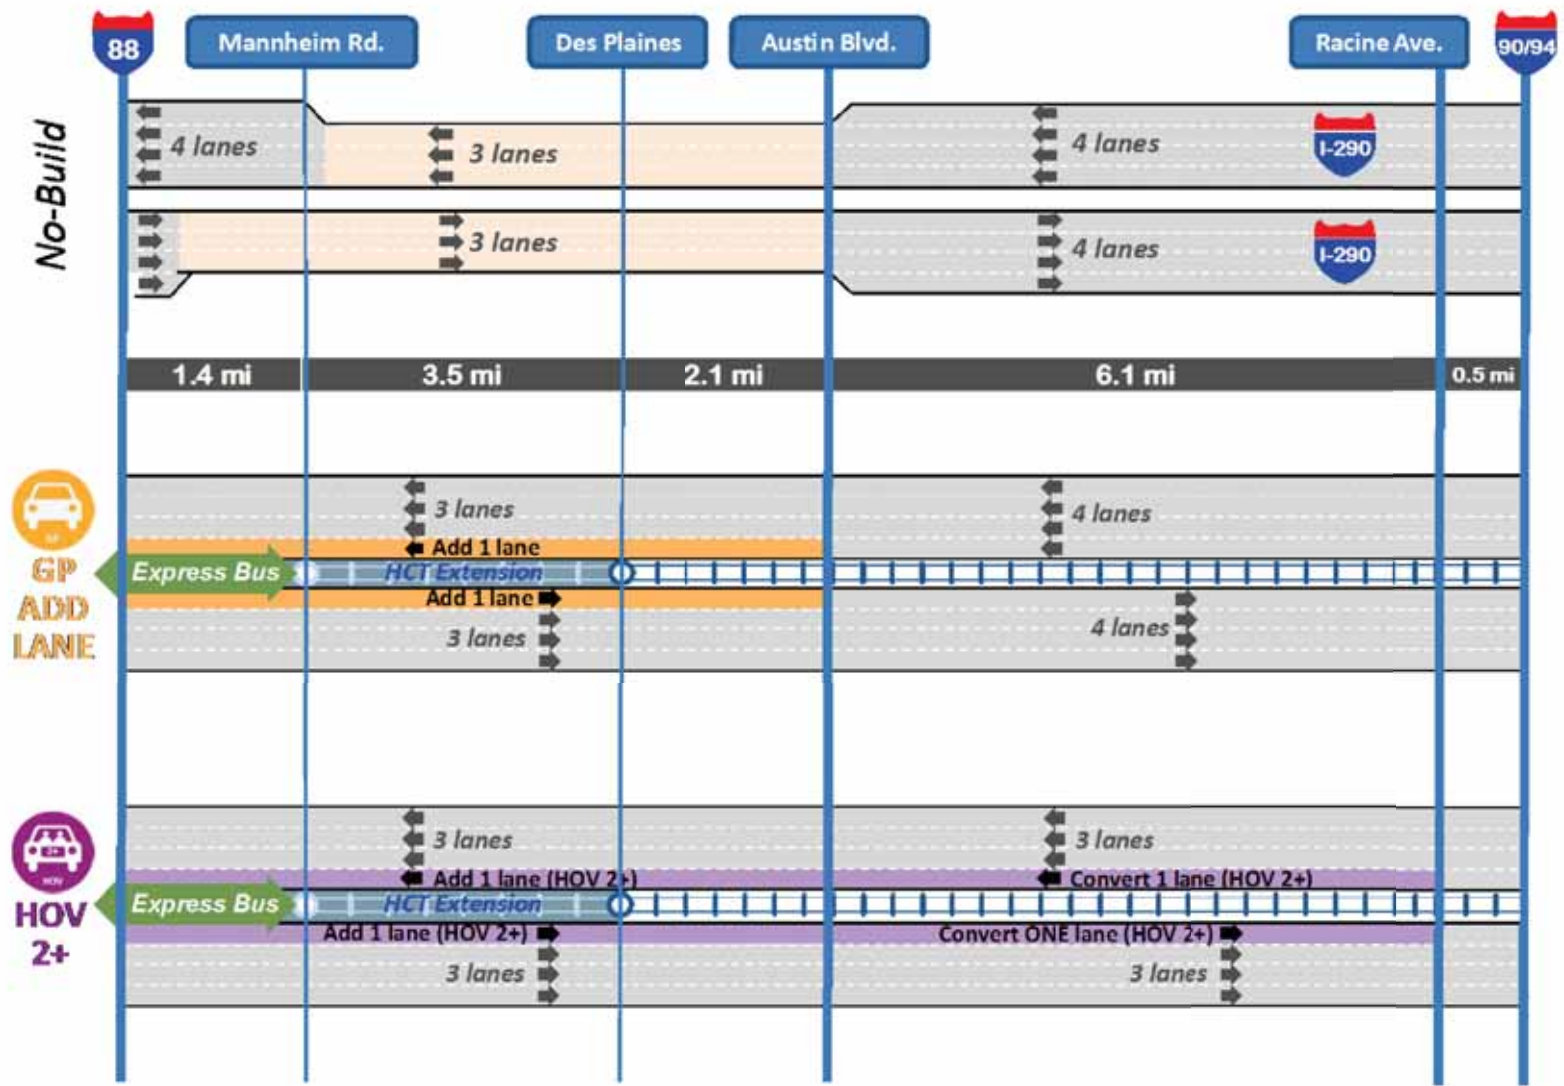 88
Mannheim Rd.
Des Plaines
Austin Blvd.
Racine Ave.
90/94
No-Build
4 lanes
3 lanes
4 lanes
I-290
3 lanes
4 lanes
I-290
1.4 mi
3.5 mi
2.1 mi
6.1 mi
0.5 mi
GP
ADD
LANE
3 lanes
4 lanes
Add 1 lane
Express Bus
HCT Extension
Add 1 lane
3 lanes
4 lanes
2+
HOV
HOV
2+
3 lanes
3 lanes
Add 1 lane (HOV 2+)
Convert 1 lane (HOV 2+)
Express Bus
HCT Extension
Add 1 lane (HOV 2+)
Convert ONE lane (HOV 2+)
3 lanes
3 lanes